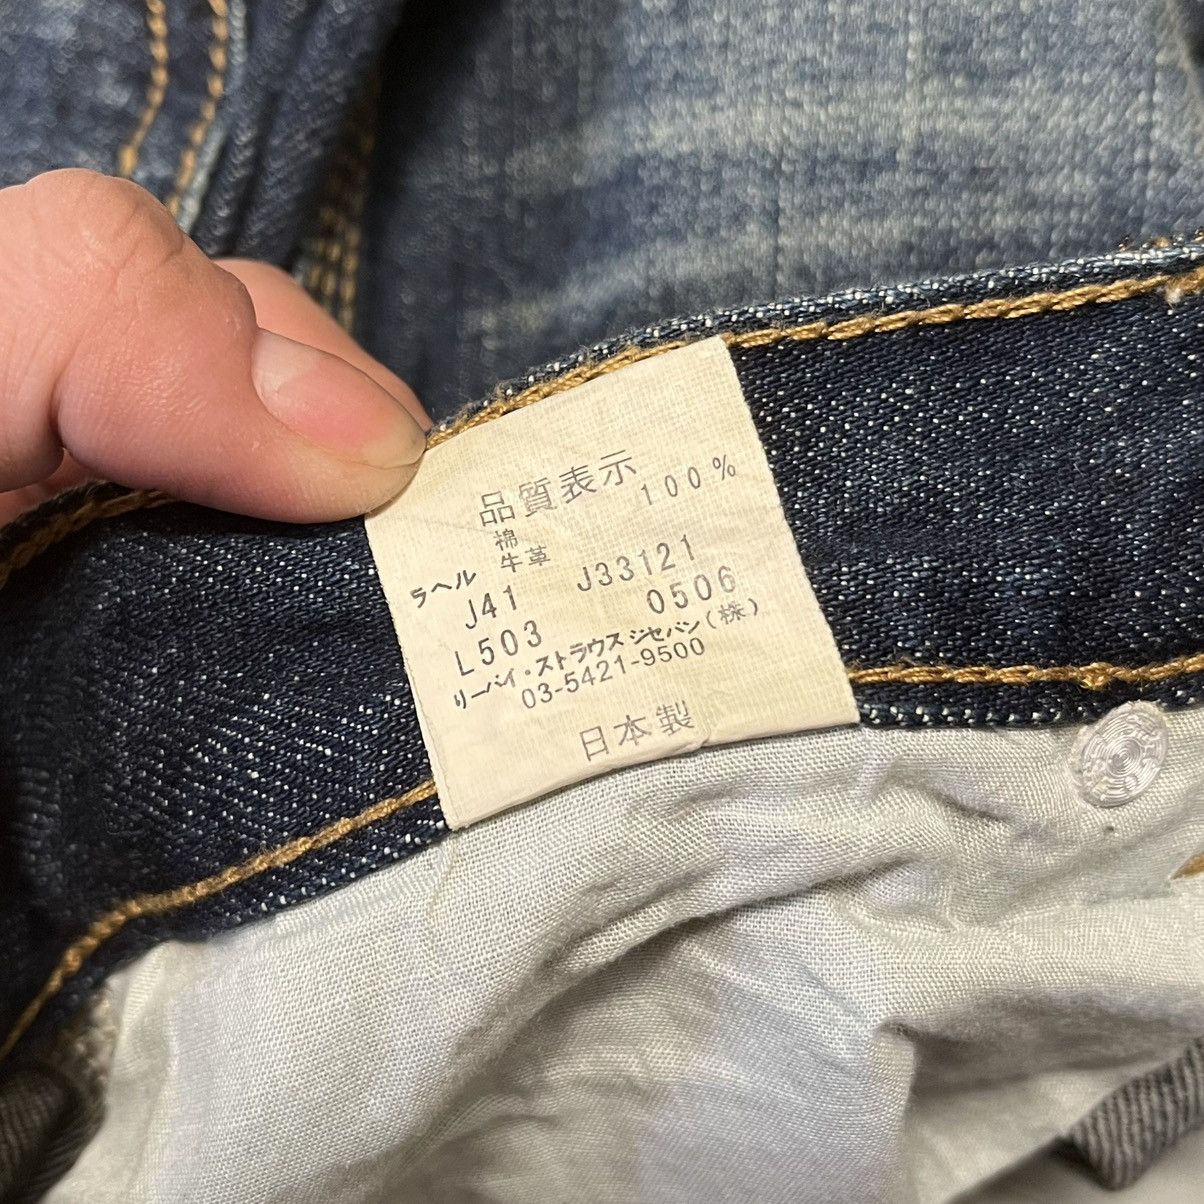 品質表示
棉 100%
ラヘル 牛革
J41 J33121
L503 0506
リーバイ・ストラウスジャパン(株)
03-5421-9500
日本製